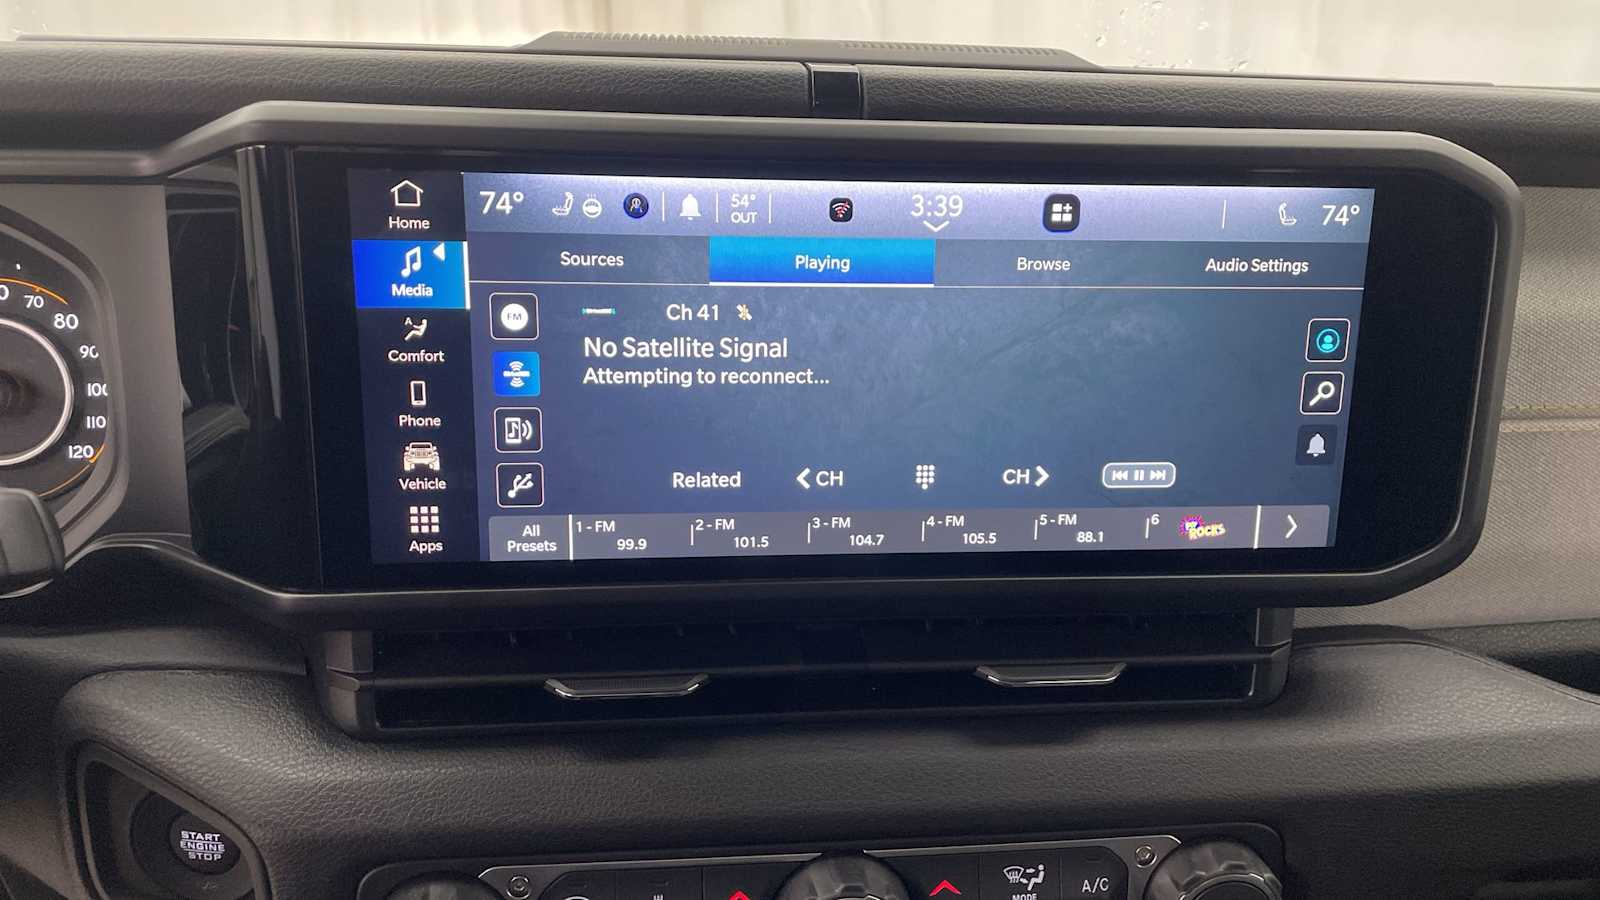 Home
Media
Comfort
Phone
Vehicle
Apps
74°
54°
OUT
3:39
74°
Sources
Playing
Browse
Audio Settings
FM
Ch 41
No Satellite Signal
Attempting to reconnect...
Related
CH
CH
All
Presets
1 - FM
99.9
2 - FM
101.5
3 - FM
104.7
4 - FM
105.5
5 - FM
88.1
6
ROCKS
70
80
90
100
110
120
START
ENGINE
STOP
MODE
A/C